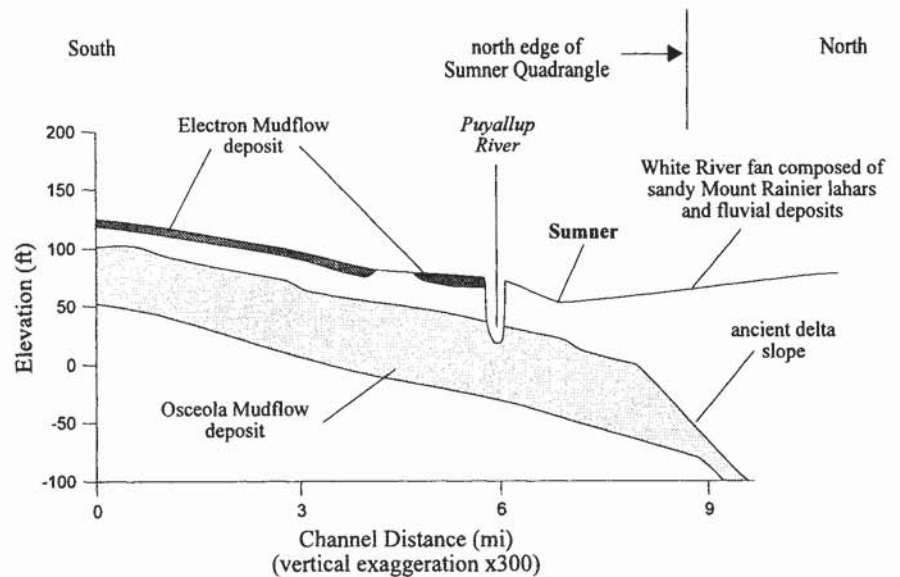 South
north edge of
Sumner Quadrangle
North
Electron Mudflow
deposit
Puyallup
River
White River fan composed of
sandy Mount Rainier lahars
and fluvial deposits
Sumner
ancient delta
slope
Osceola Mudflow
deposit
Elevation (ft)
200
150
100
50
0
-50
-100
0
3
6
9
Channel Distance (mi)
(vertical exaggeration x300)